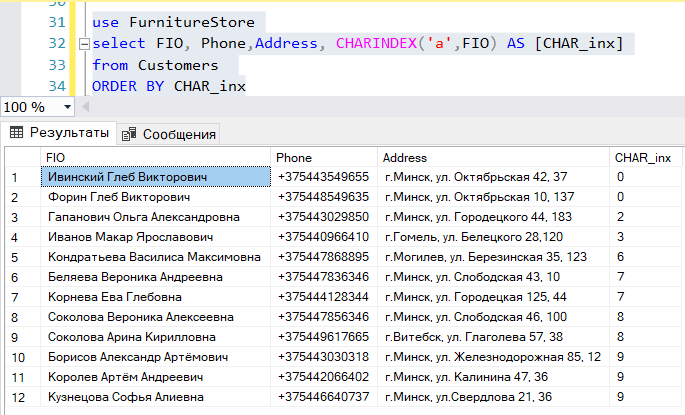 31 use FurnitureStore
32 select FIO, Phone,Address, CHARINDEX('a',FIO) AS [CHAR_inx]
33 from Customers
34 ORDER BY CHAR_inx
100 %
Результаты Сообщения
FIO Phone Address CHAR_inx
1 Ивинский Глеб Викторович +375443549655 г.Минск, ул. Октябрьская 42, 37 0
2 Форин Глеб Викторович +375448549635 г.Минск, ул. Октябрьская 10, 137 0
3 Гапанович Ольга Александровна +375443029850 г.Минск, ул. Городецкого 44, 183 2
4 Иванов Макар Ярославович +375440966410 г.Гомель, ул. Белецкого 28,120 3
5 Кондратьева Василиса Максимовна +375447868895 г.Могилев, ул. Березинская 35, 123 6
6 Беляева Вероника Андреевна +375447836346 г.Минск, ул. Слободская 43, 10 7
7 Корнева Ева Глебовна +375444128344 г.Минск, ул. Городецкая 125, 44 7
8 Соколова Вероника Алексеевна +375447856346 г.Минск, ул. Слободская 46, 100 8
9 Соколова Арина Кирилловна +375449617665 г.Витебск, ул. Глаголева 57, 38 8
10 Борисов Александр Артёмович +375443030318 г.Минск, ул. Железнодорожная 85, 12 9
11 Королев Артём Андреевич +375442066402 г.Минск, ул. Калинина 47, 36 9
12 Кузнецова Софья Алиевна +375446640737 г.Минск, ул.Свердлова 21, 36 9